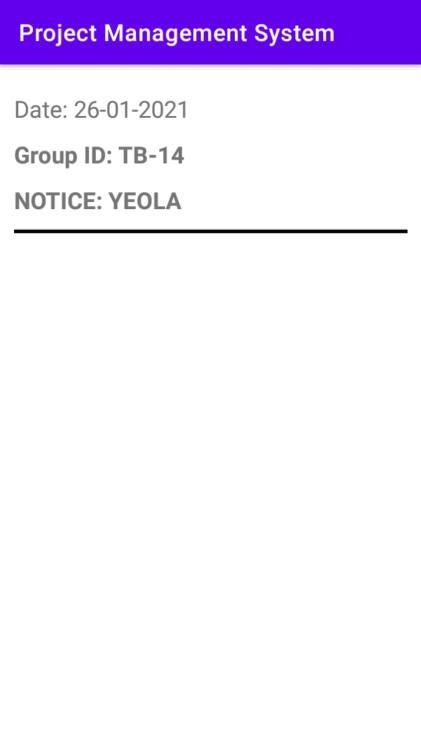 Project Management System
Date: 26-01-2021
Group ID: TB-14
NOTICE: YEOLA